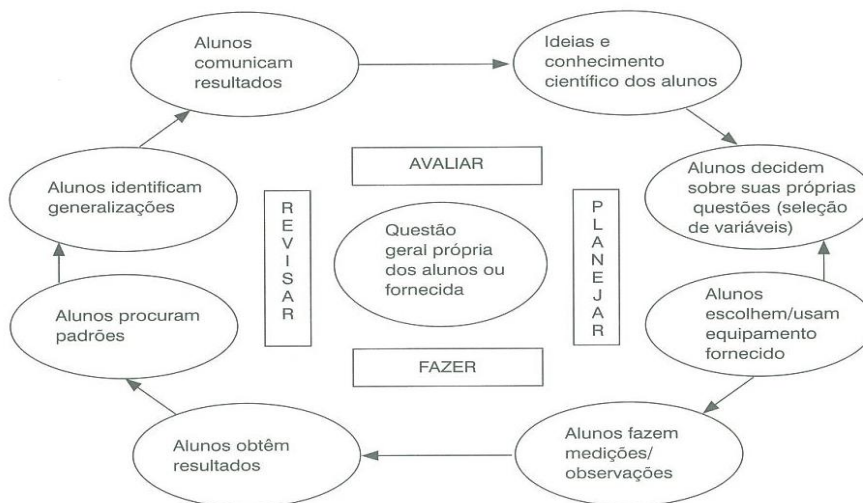 Alunos
comunicam
resultados
Ideias e
conhecimento
científico dos alunos
Alunos identificam
generalizações
AVALIAR
Alunos decidem
sobre suas próprias
questões (seleção
de variáveis)
REVISAR
Questão
geral própria
dos alunos ou
fornecida
PLANEJAR
Alunos procuram
padrões
Alunos
escolhem/usam
equipamento
fornecido
FAZER
Alunos obtêm
resultados
Alunos fazem
medições/
observações